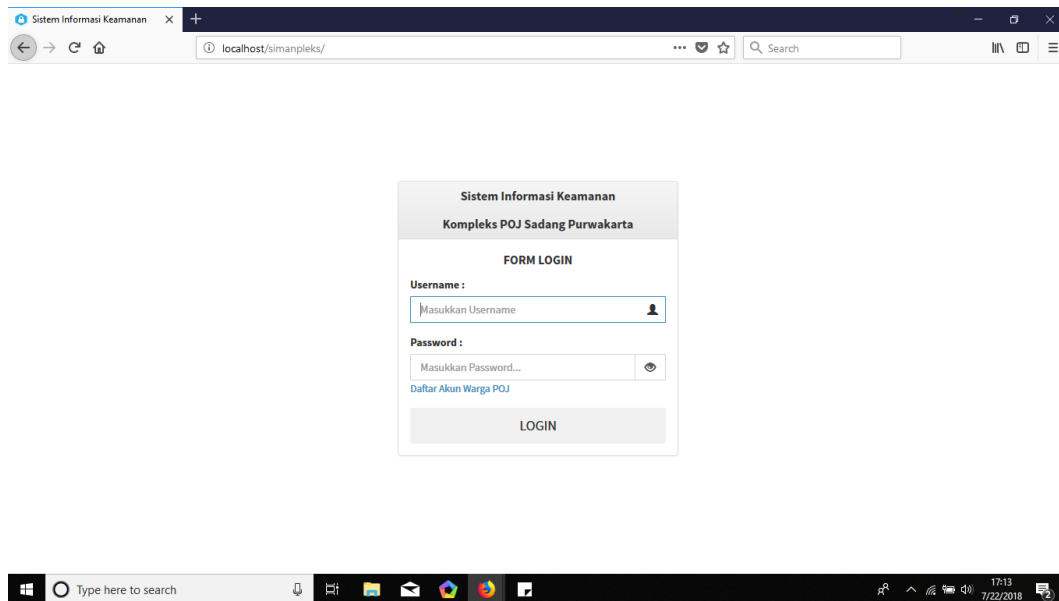 Sistem Informasi Keamanan
localhost/simanpleks/
Search
Sistem Informasi Keamanan
Kompleks POJ Sadang Purwakarta
FORM LOGIN
Username :
Masukkan Username
Password :
Masukkan Password...
Daftar Akun Warga POJ
LOGIN
Type here to search
17:13
7/22/2018
2